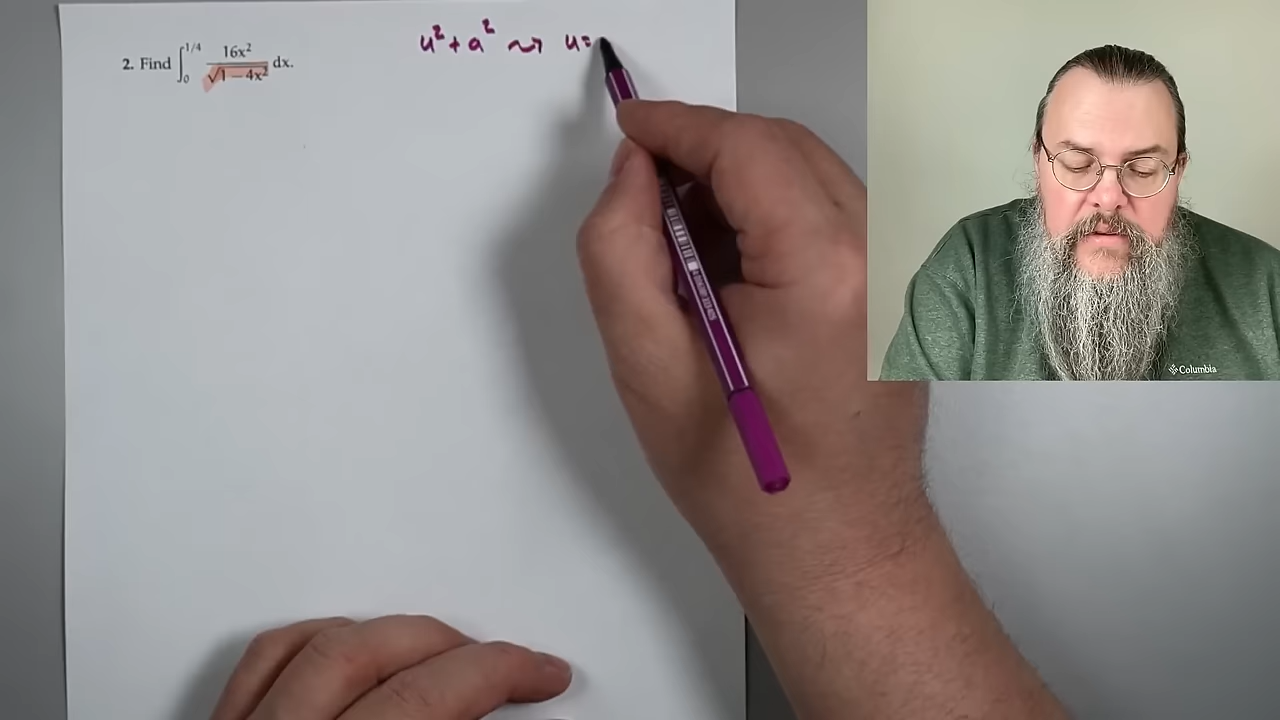 2. Find ∫₀^{1/4} 16x²/√(1 – 4x²) dx.
u² + a² ⇝ u =
Columbia